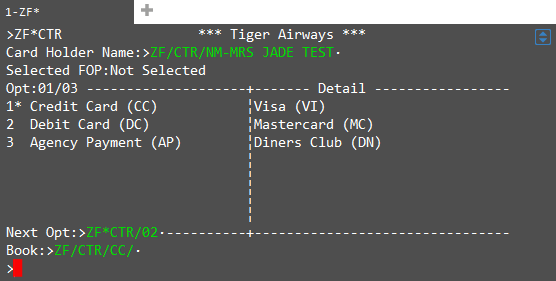 1-ZF*
>ZF*CTR *** Tiger Airways ***
Card Holder Name:>ZF/CTR/NM-MRS JADE TEST·
Selected FOP:Not Selected
Opt:01/03 --------------------+------- Detail -----------------
1* Credit Card (CC) ¦Visa (VI)
2 Debit Card (DC) ¦Mastercard (MC)
3 Agency Payment (AP) ¦Diners Club (DN)
Next Opt:>ZF*CTR/02·----------+--------------------------------
Book:>ZF/CTR/CC/·
>